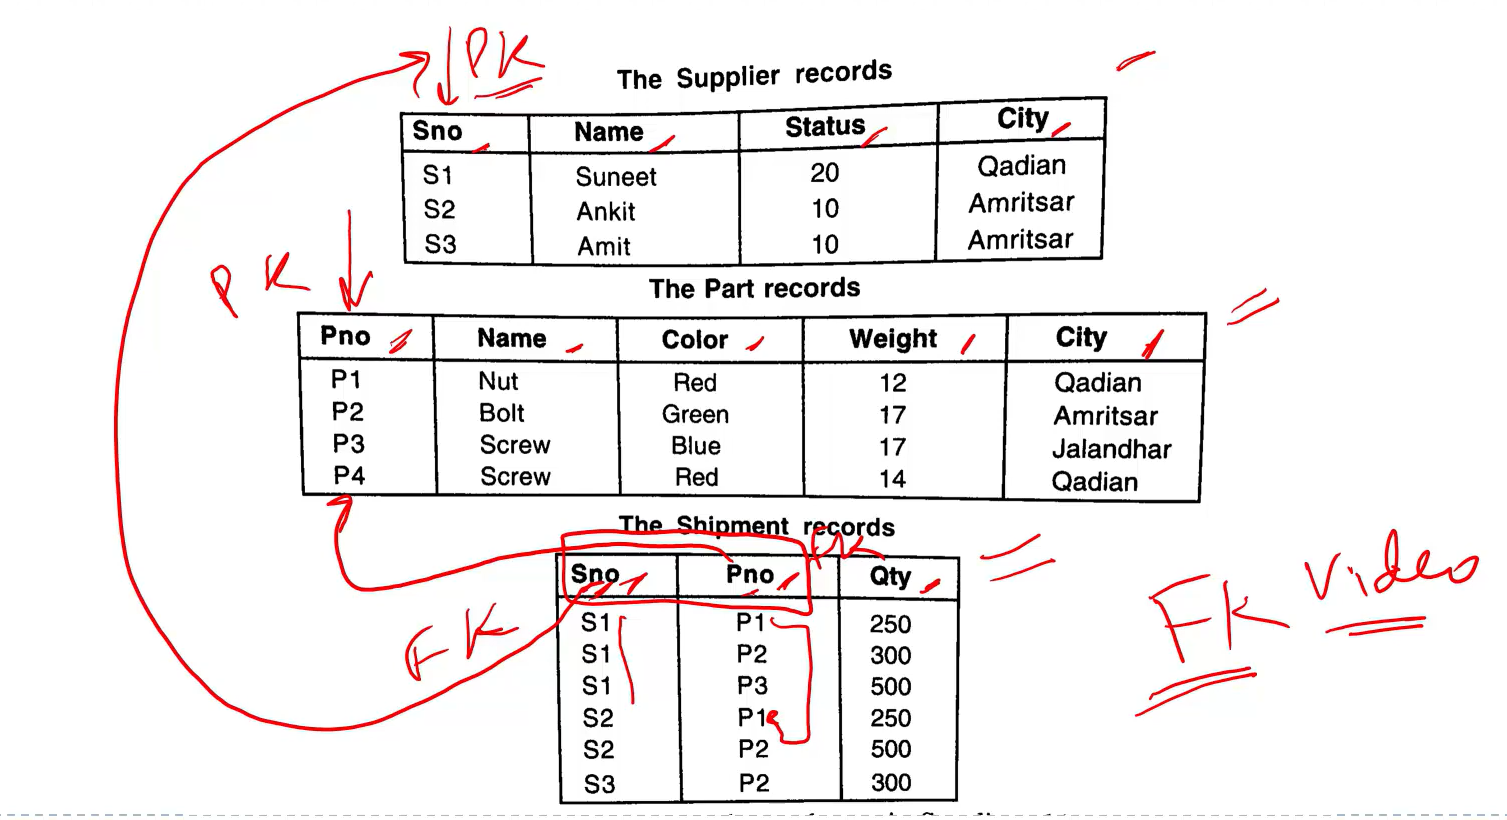 PK
The Supplier records
Sno Name Status City
S1 Suneet 20 Qadian
S2 Ankit 10 Amritsar
S3 Amit 10 Amritsar
PK
The Part records
Pno Name Color Weight City
P1 Nut Red 12 Qadian
P2 Bolt Green 17 Amritsar
P3 Screw Blue 17 Jalandhar
P4 Screw Red 14 Qadian
The Shipment records
FK
Sno Pno Qty
S1 P1 250
S1 P2 300
S1 P3 500
S2 P1 250
S2 P2 500
S3 P2 300
FK
FK Video